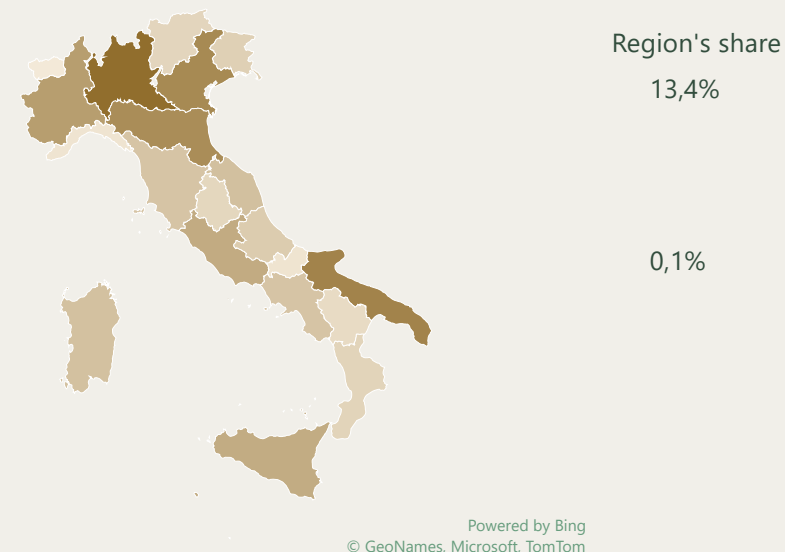 Region's share
13,4%
0,1%
Powered by Bing
© GeoNames, Microsoft, TomTom